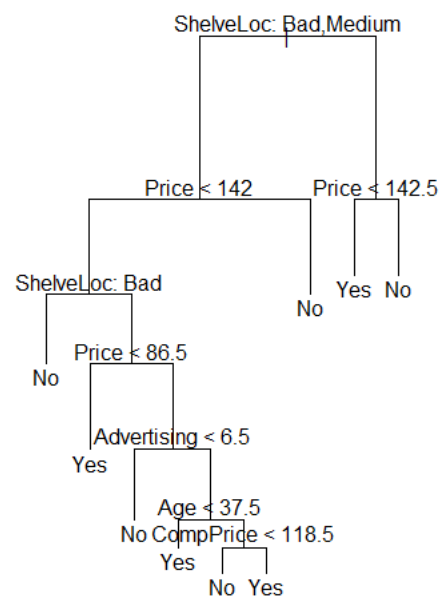 ShelveLoc: Bad,Medium
Price < 142 Price < 142.5
Yes No
ShelveLoc: Bad
No
Price < 86.5
No
Advertising < 6.5
Yes
Age < 37.5
No CompPrice < 118.5
Yes
No Yes